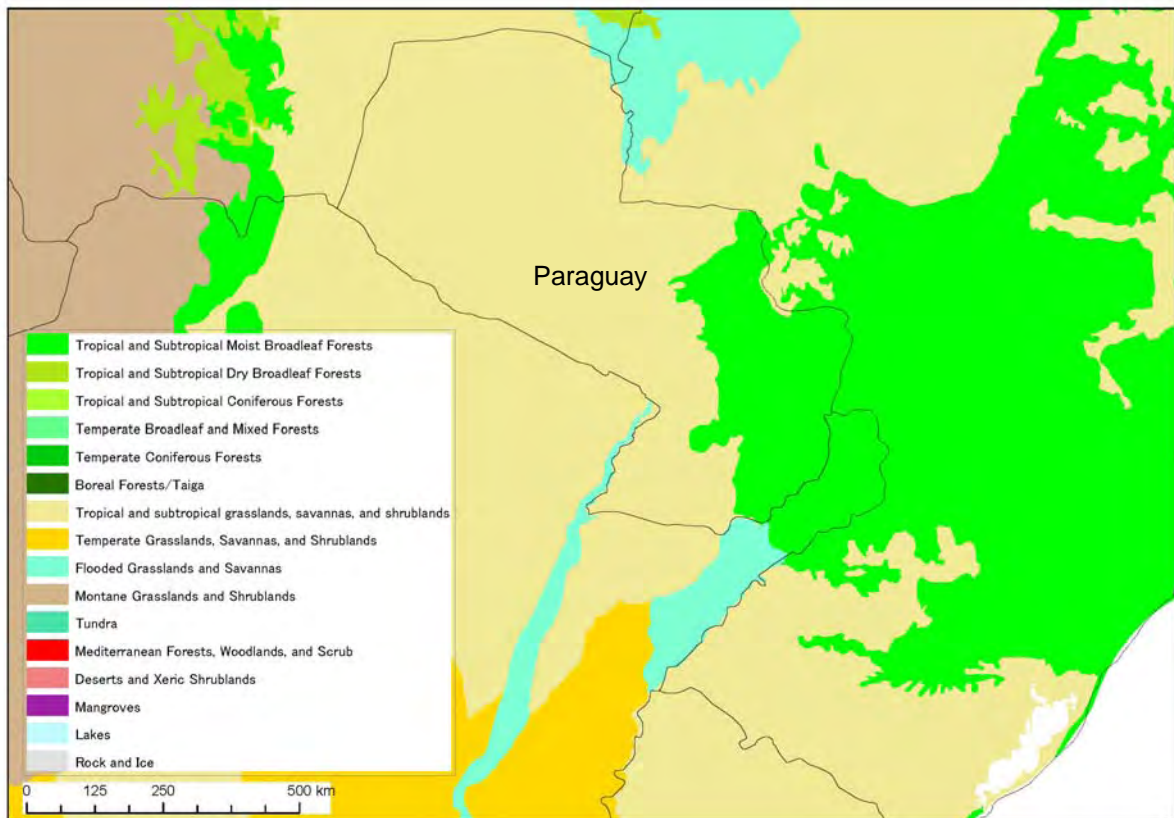 Paraguay
Tropical and Subtropical Moist Broadleaf Forests
Tropical and Subtropical Dry Broadleaf Forests
Tropical and Subtropical Coniferous Forests
Temperate Broadleaf and Mixed Forests
Temperate Coniferous Forests
Boreal Forests/Taiga
Tropical and subtropical grasslands, savannas, and shrublands
Temperate Grasslands, Savannas, and Shrublands
Flooded Grasslands and Savannas
Montane Grasslands and Shrublands
Tundra
Mediterranean Forests, Woodlands, and Scrub
Deserts and Xeric Shrublands
Mangroves
Lakes
Rock and Ice
0 125 250 500 km